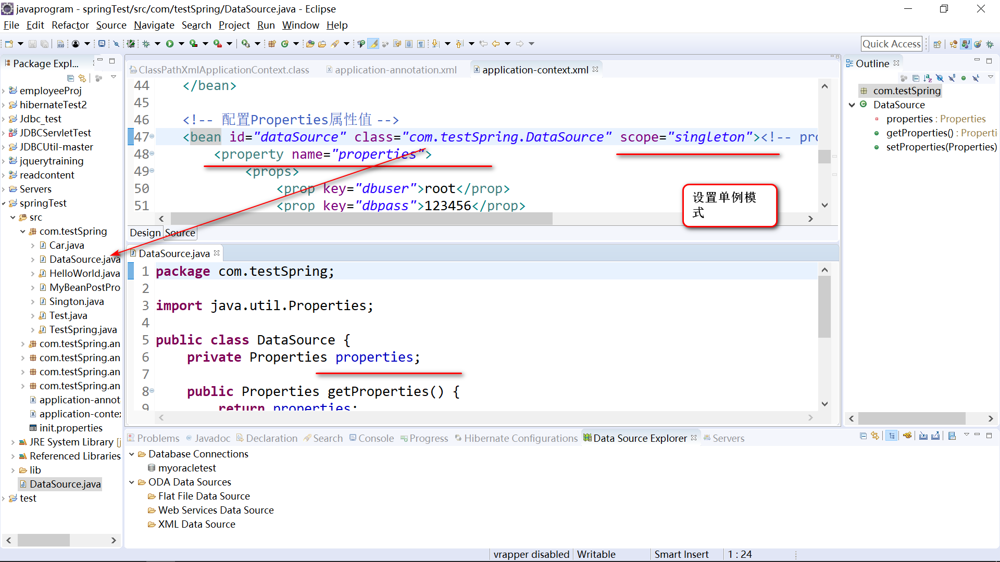 javaprogram - springTest/src/com/testSpring/DataSource.java - Eclipse
File Edit Refactor Source Navigate Search Project Run Window Help
Quick Access
Package Expl...
employeeProj
hibernateTest2
Jdbc_test
JDBCServletTest
JDBCUtil-master
jquerytraining
readcontent
Servers
springTest
src
com.testSpring
Car.java
DataSource.java
HelloWorld.java
MyBeanPostPro
Sington.java
Test.java
TestSpring.java
com.testSpring.an
com.testSpring.an
com.testSpring.an
com.testSpring.an
application-annot
application-conte
init.properties
JRE System Library [j
Referenced Libraries
lib
DataSource.java
test
ClassPathXmlApplicationContext.class application-annotation.xml application-context.xml
44 </bean>
45
46 <!-- 配置Properties属性值 -->
47 <bean id="dataSource" class="com.testSpring.DataSource" scope="singleton"><!-- pro
48 <property name="properties">
49 <props>
50 <prop key="dbuser">root</prop>
51 <prop key="dbpass">123456</prop>
设置单例模
式
Design Source
DataSource.java
1 package com.testSpring;
2
3 import java.util.Properties;
4
5 public class DataSource {
6 private Properties properties;
7
8 public Properties getProperties() {
9 return properties;
Outline
com.testSpring
DataSource
properties : Properties
getProperties() : Properti
setProperties(Properties)
Problems Javadoc Declaration Search Console Progress Hibernate Configurations Data Source Explorer Servers
Database Connections
myoracletest
ODA Data Sources
Flat File Data Source
Web Services Data Source
XML Data Source
vrapper disabled Writable Smart Insert 1 : 24